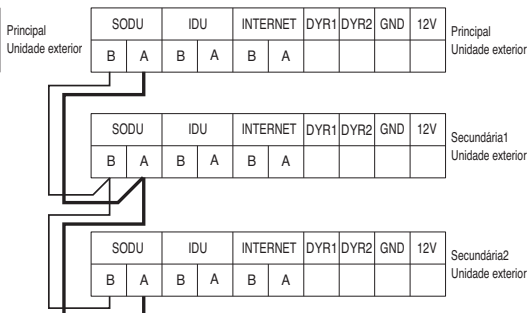 Principal
Unidade exterior
SODU IDU INTERNET DYR1 DYR2 GND 12V
B A B A B A
Principal
Unidade exterior
SODU IDU INTERNET DYR1 DYR2 GND 12V
B A B A B A
Secundária1
Unidade exterior
SODU IDU INTERNET DYR1 DYR2 GND 12V
B A B A B A
Secundária2
Unidade exterior